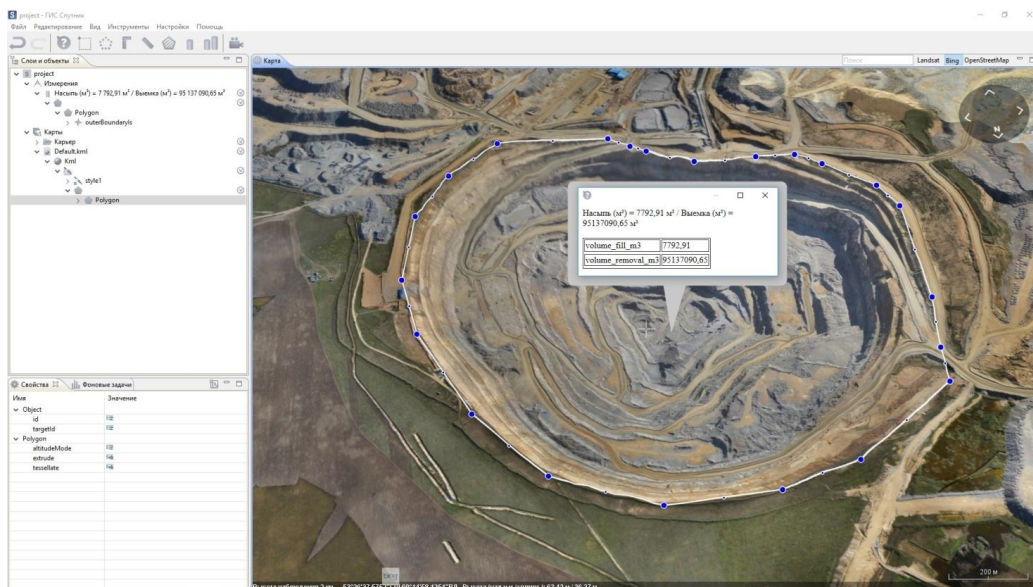 project - ГИС Спутник
Файл Редактирование Вид Инструменты Настройки Помощь
Слои и объекты
Карта
Поиск
Landsat Bing OpenStreetMap
project
Измерения
Насыпь (м³) = 7 792,91 м³ / Выемка (м³) = 95 137 090,65 м³
Polygon
outerBoundaryIs
Карты
Карьер
Default.kml
Kml
style1
Polygon
N
Насыпь (м³) = 7792,91 м³ / Выемка (м³) =
95137090,65 м³
volume_fill_m3 7792,91
volume_removal_m3 95137090,65
Свойства Фоновые задачи
Имя Значение
Object
id
targetId
Polygon
altitudeMode
extrude
tessellate
200 м